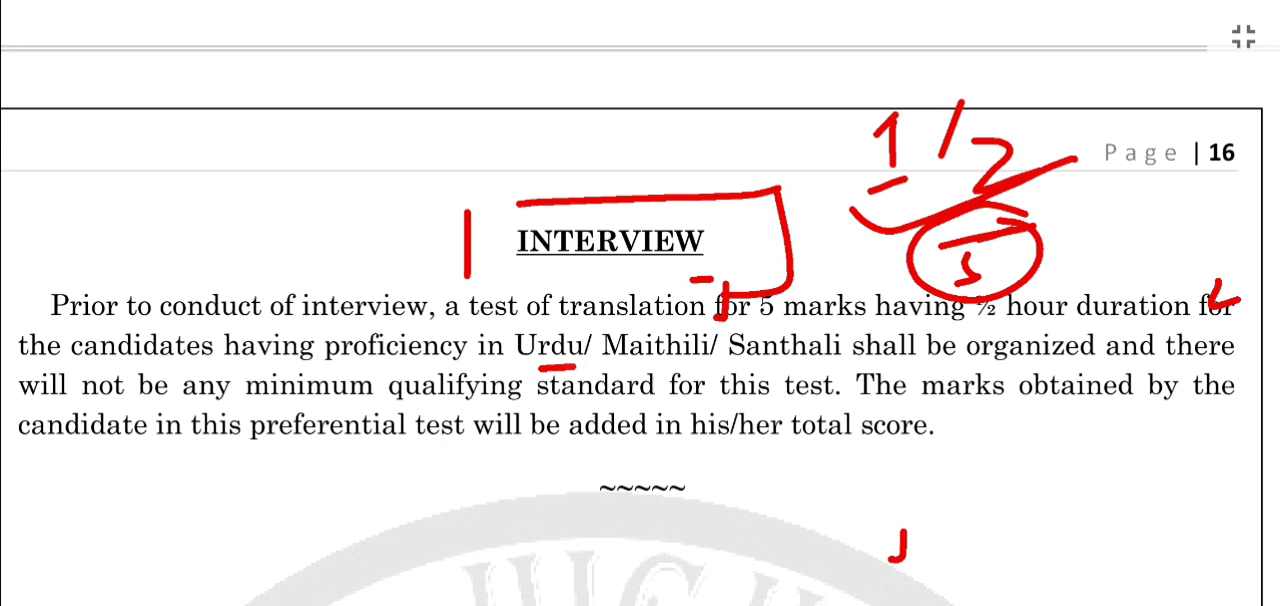 Page | 16
1/2
5
INTERVIEW
Prior to conduct of interview, a test of translation for 5 marks having ½ hour duration for
the candidates having proficiency in Urdu/ Maithili/ Santhali shall be organized and there
will not be any minimum qualifying standard for this test. The marks obtained by the
candidate in this preferential test will be added in his/her total score.
~~~~~